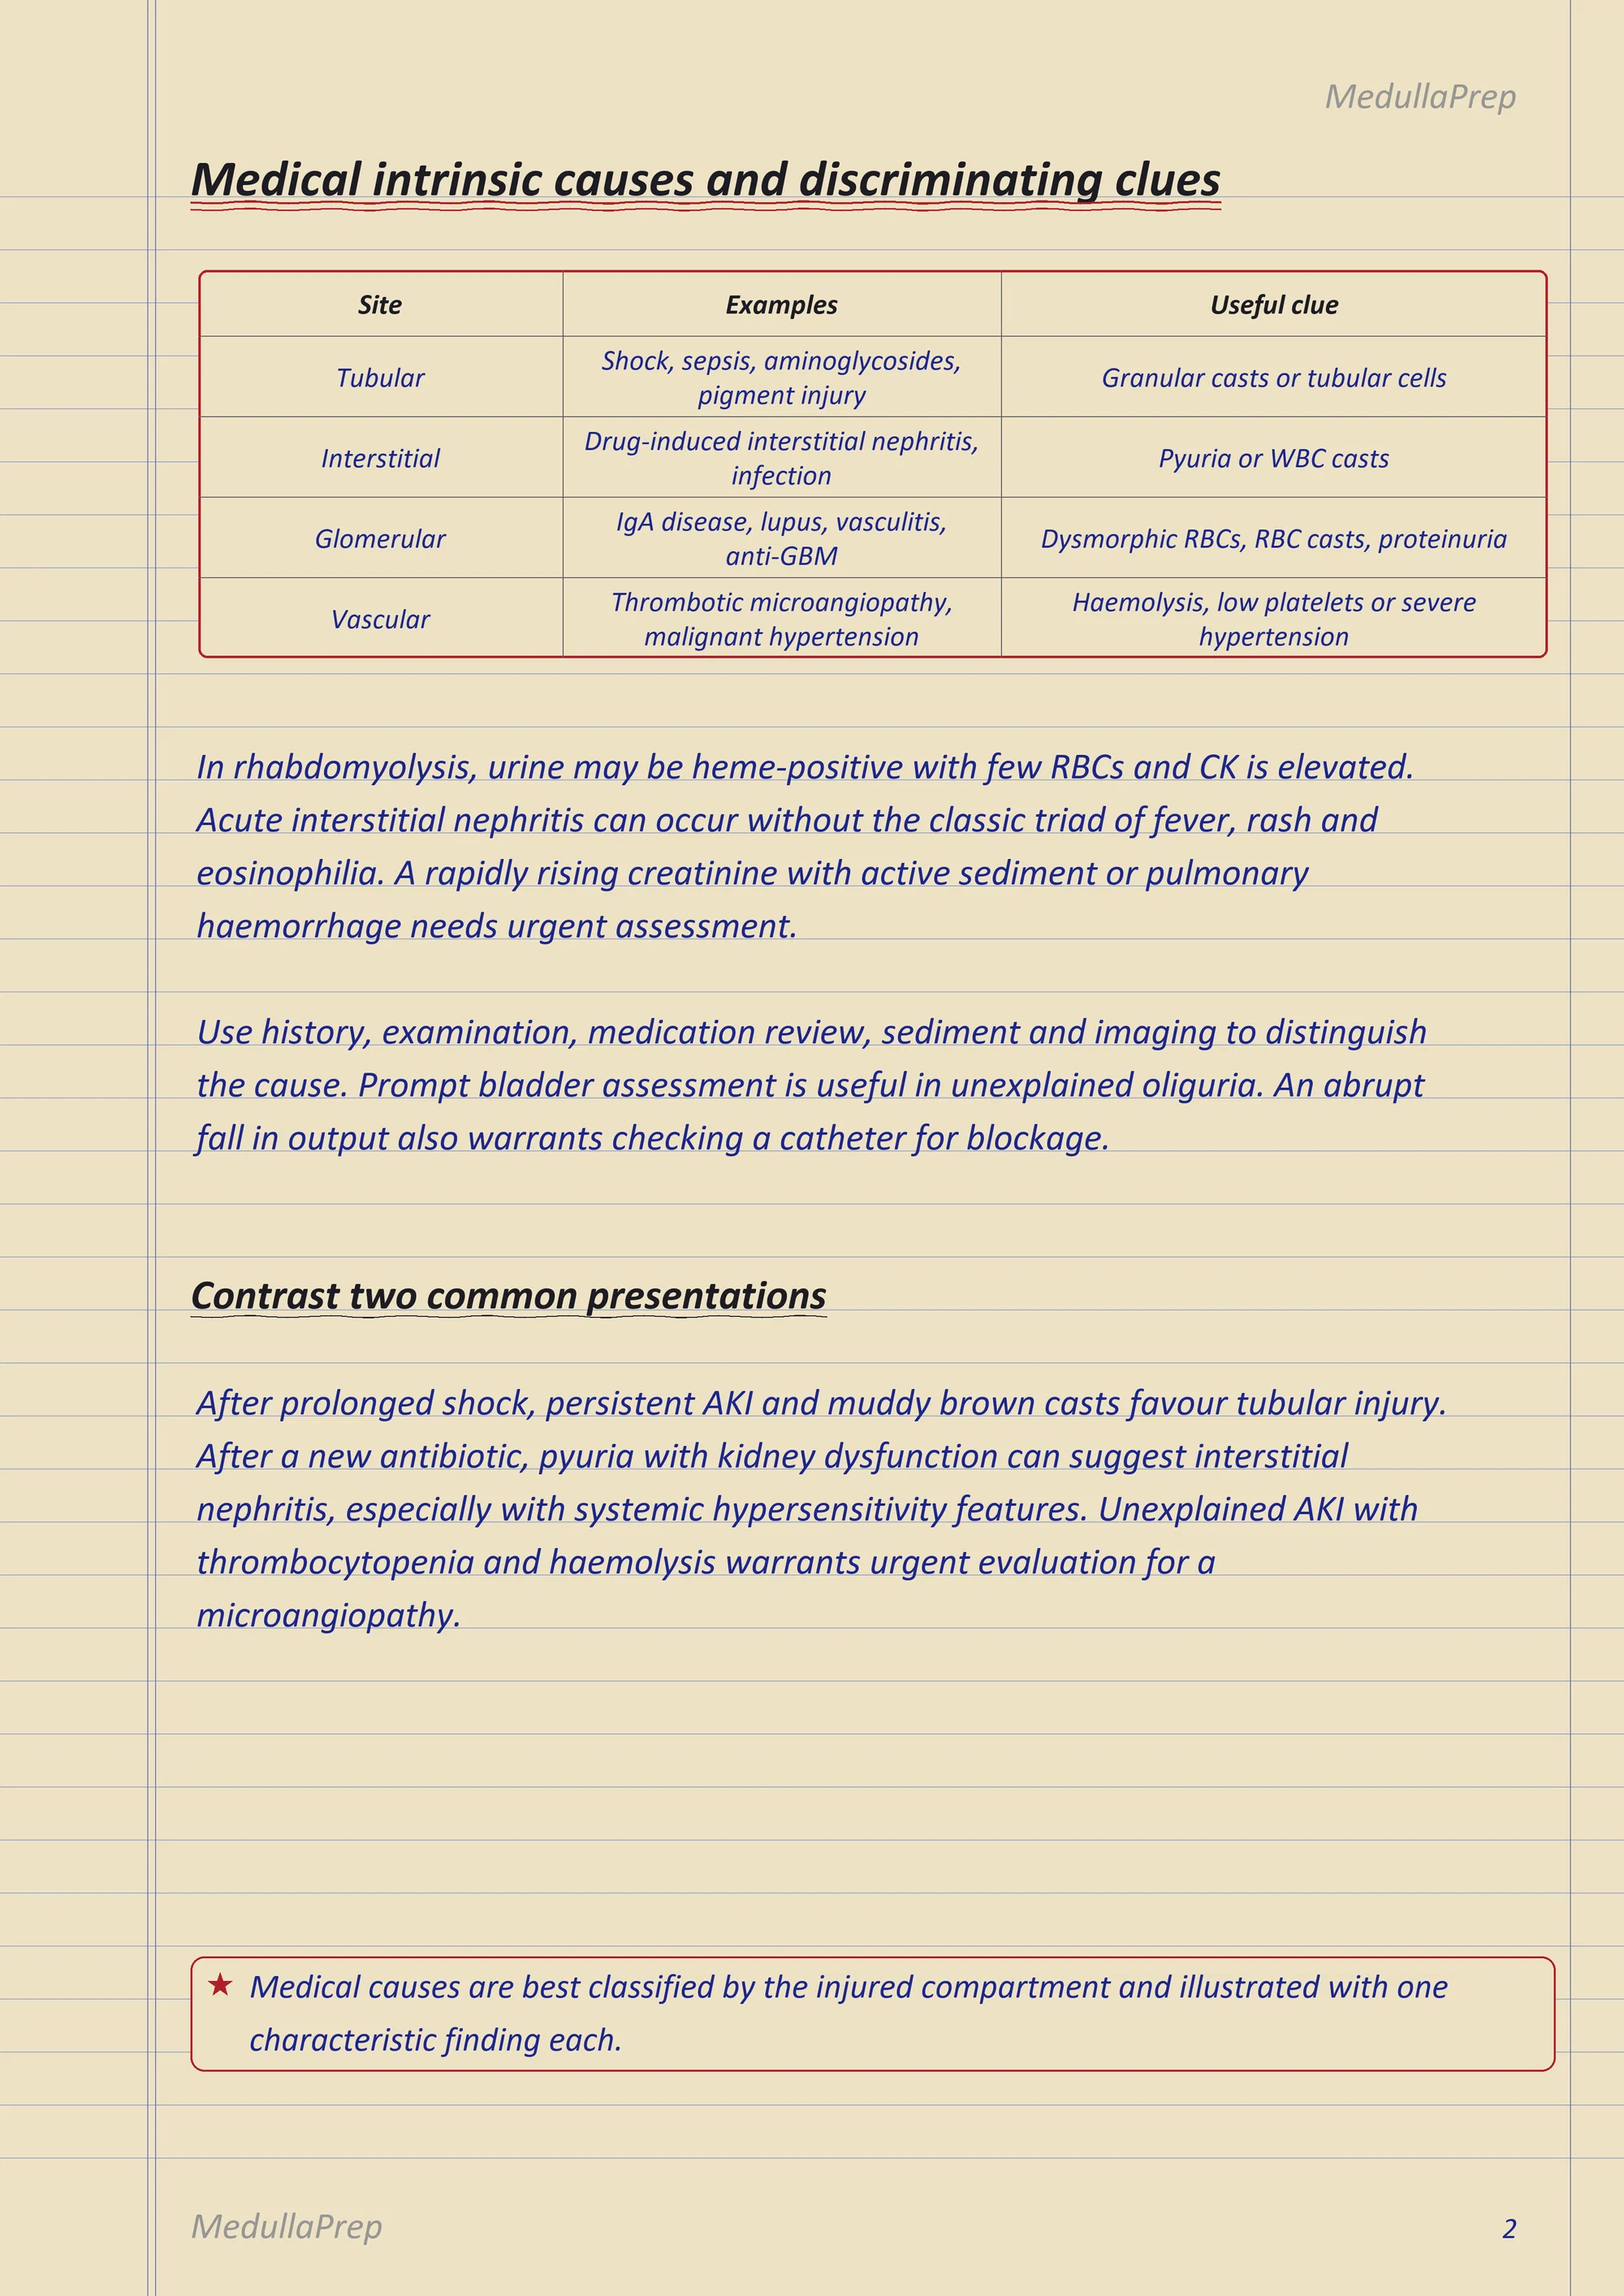 MedullaPrep
Medical intrinsic causes and discriminating clues
Site Examples Useful clue
Tubular
Shock, sepsis, aminoglycosides,
pigment injury
Granular casts or tubular cells
Interstitial
Drug-induced interstitial nephritis,
infection
Pyuria or WBC casts
Glomerular
IgA disease, lupus, vasculitis,
anti-GBM
Dysmorphic RBCs, RBC casts, proteinuria
Vascular
Thrombotic microangiopathy,
malignant hypertension
Haemolysis, low platelets or severe
hypertension
In rhabdomyolysis, urine may be heme-positive with few RBCs and CK is elevated.
Acute interstitial nephritis can occur without the classic triad of fever, rash and
eosinophilia. A rapidly rising creatinine with active sediment or pulmonary
haemorrhage needs urgent assessment.
Use history, examination, medication review, sediment and imaging to distinguish
the cause. Prompt bladder assessment is useful in unexplained oliguria. An abrupt
fall in output also warrants checking a catheter for blockage.
Contrast two common presentations
After prolonged shock, persistent AKI and muddy brown casts favour tubular injury.
After a new antibiotic, pyuria with kidney dysfunction can suggest interstitial
nephritis, especially with systemic hypersensitivity features. Unexplained AKI with
thrombocytopenia and haemolysis warrants urgent evaluation for a
microangiopathy.
★ Medical causes are best classified by the injured compartment and illustrated with one
characteristic finding each.
MedullaPrep 2